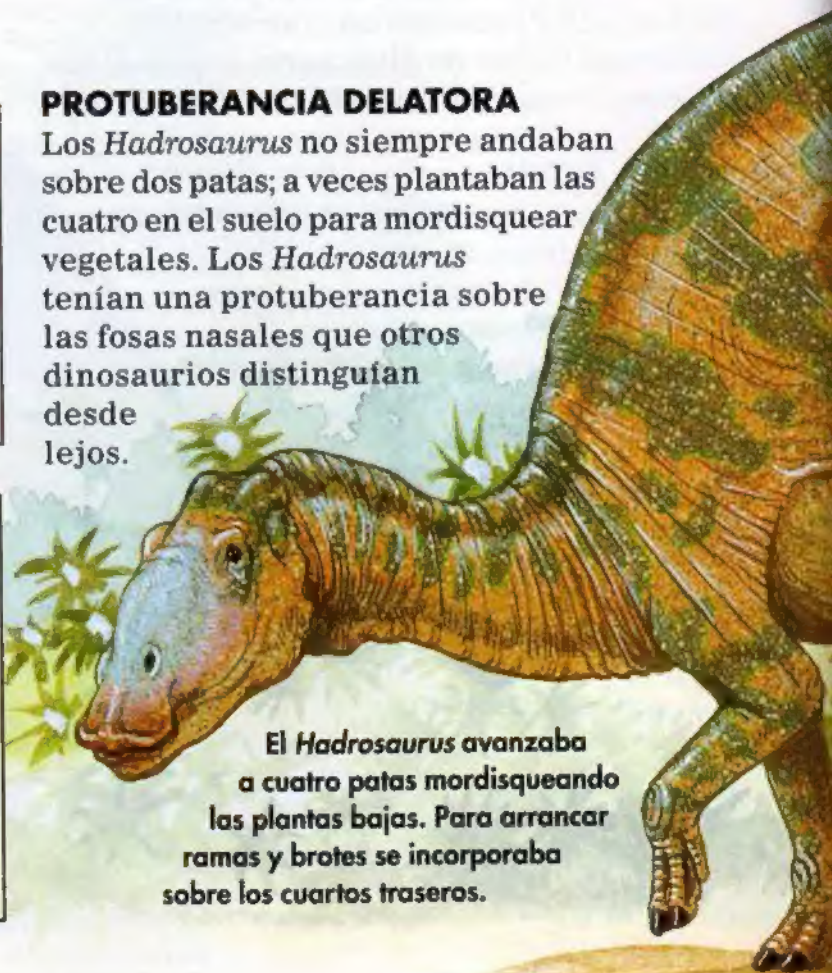 PROTUBERANCIA DELATORA
Los Hadrosaurus no siempre andaban
sobre dos patas; a veces plantaban las
cuatro en el suelo para mordisquear
vegetales. Los Hadrosaurus
tenían una protuberancia sobre
las fosas nasales que otros
dinosaurios distinguían
desde
lejos.
El Hadrosaurus avanzaba
a cuatro patas mordisqueando
las plantas bajas. Para arrancar
ramas y brotes se incorporaba
sobre los cuartos traseros.